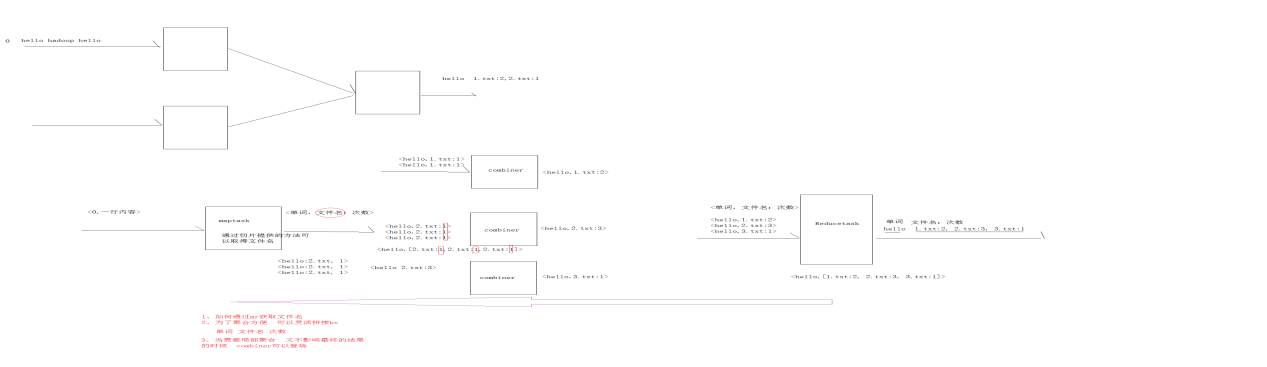 0 hello hadoop hello
hello 1.txt:2,2.txt:1
<hello,1.txt:1>
<hello,1.txt:1>
combiner
<hello,1.txt:2>
<0,一行内容>
maptask
通过切片提供的方法可
以取得文件名
<单词，文件名：次数>
<hello,2.txt:1>
<hello,2.txt:1>
<hello,2.txt:1>
combiner
<hello,2.txt:3>
<hello,[2.txt:1,2.txt:1,2.txt:1]>
<hello:2.txt, 1>
<hello:2.txt, 1>
<hello:2.txt, 1>
<hello 2.txt:3>
combiner
<hello,3.txt:1>
<单词，文件名：次数>
<hello,1.txt:2>
<hello,2.txt:3>
<hello,3.txt:1>
Reducetask
单词 文件名：次数
hello 1.txt:2, 2.txt:3, 3.txt:1
<hello,[1.txt:2, 2.txt:3, 3.txt:1]>
1、如何通过mr获取文件名
2、为了聚合方便 可以灵活拼接kv
单词 文件名 次数
3、当需要局部聚合 又不影响最终的结果
的时候 combiner可以登场